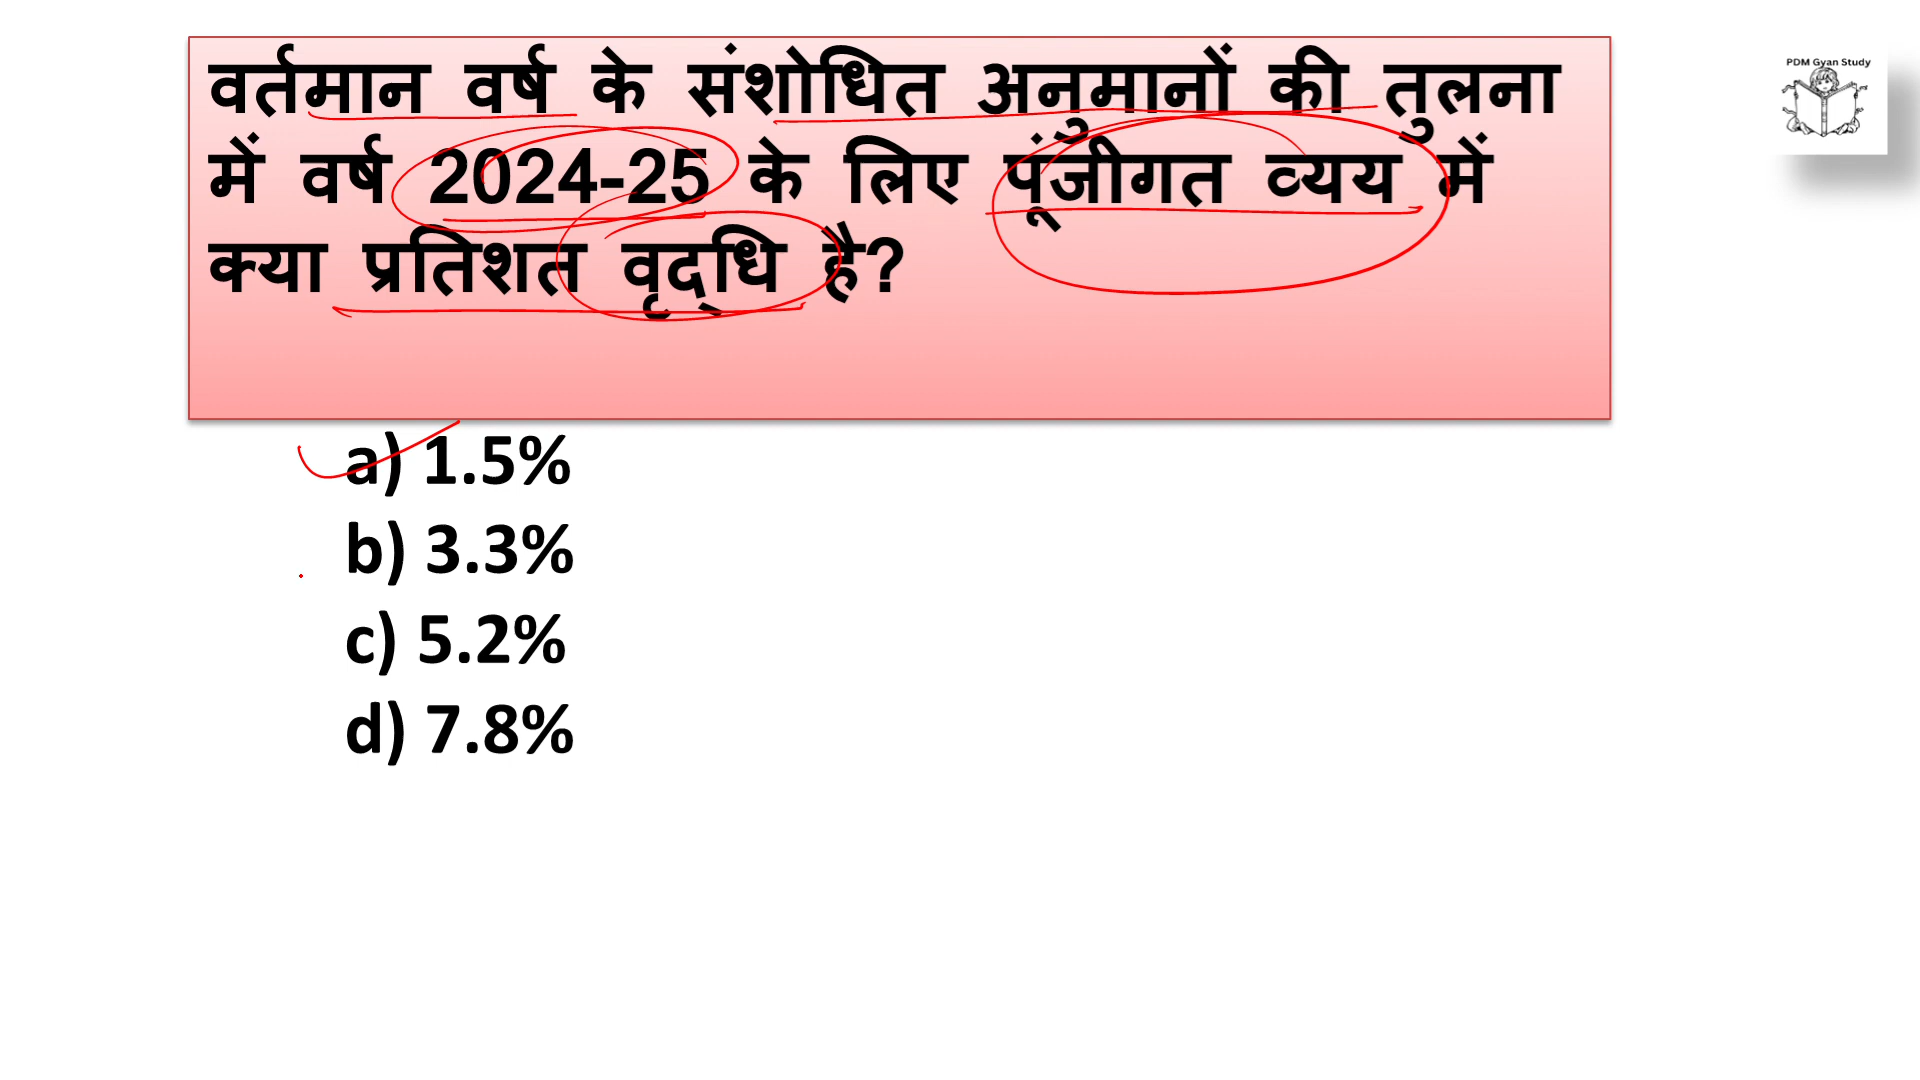 PDM Gyan Study
वर्तमान वर्ष के संशोधित अनुमानों की तुलना
में वर्ष 2024-25 के लिए पूंजीगत व्यय में
क्या प्रतिशत वृद्धि है?
a) 1.5%
b) 3.3%
c) 5.2%
d) 7.8%